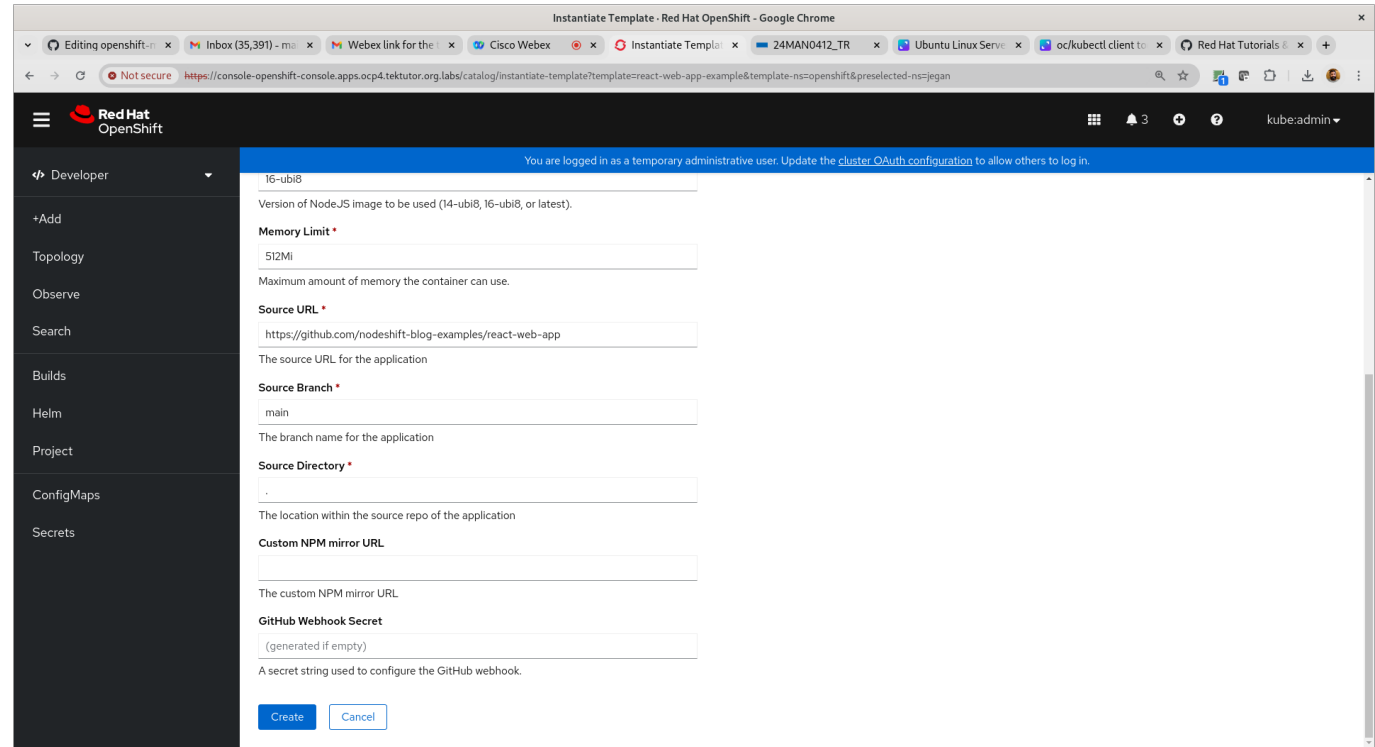 Instantiate Template · Red Hat OpenShift - Google Chrome
Editing openshift-m
Inbox (35,391) - ma
Webex link for the t
Cisco Webex
Instantiate Templat
24MAN0412_TR
Ubuntu Linux Serve
oc/kubectl client to
Red Hat Tutorials &
Not secure https://console-openshift-console.apps.ocp4.tektutor.org.labs/catalog/instantiate-template?template=react-web-app-example&template-ns=openshift&preselected-ns=jegan
1
Red Hat
OpenShift
3
kube:admin
You are logged in as a temporary administrative user. Update the cluster OAuth configuration to allow others to log in.
Developer
+Add
Topology
Observe
Search
Builds
Helm
Project
ConfigMaps
Secrets
16-ubi8
Version of NodeJS image to be used (14-ubi8, 16-ubi8, or latest).
Memory Limit *
512Mi
Maximum amount of memory the container can use.
Source URL *
https://github.com/nodeshift-blog-examples/react-web-app
The source URL for the application
Source Branch *
main
The branch name for the application
Source Directory *
.
The location within the source repo of the application
Custom NPM mirror URL
The custom NPM mirror URL
GitHub Webhook Secret
(generated if empty)
A secret string used to configure the GitHub webhook.
Create
Cancel